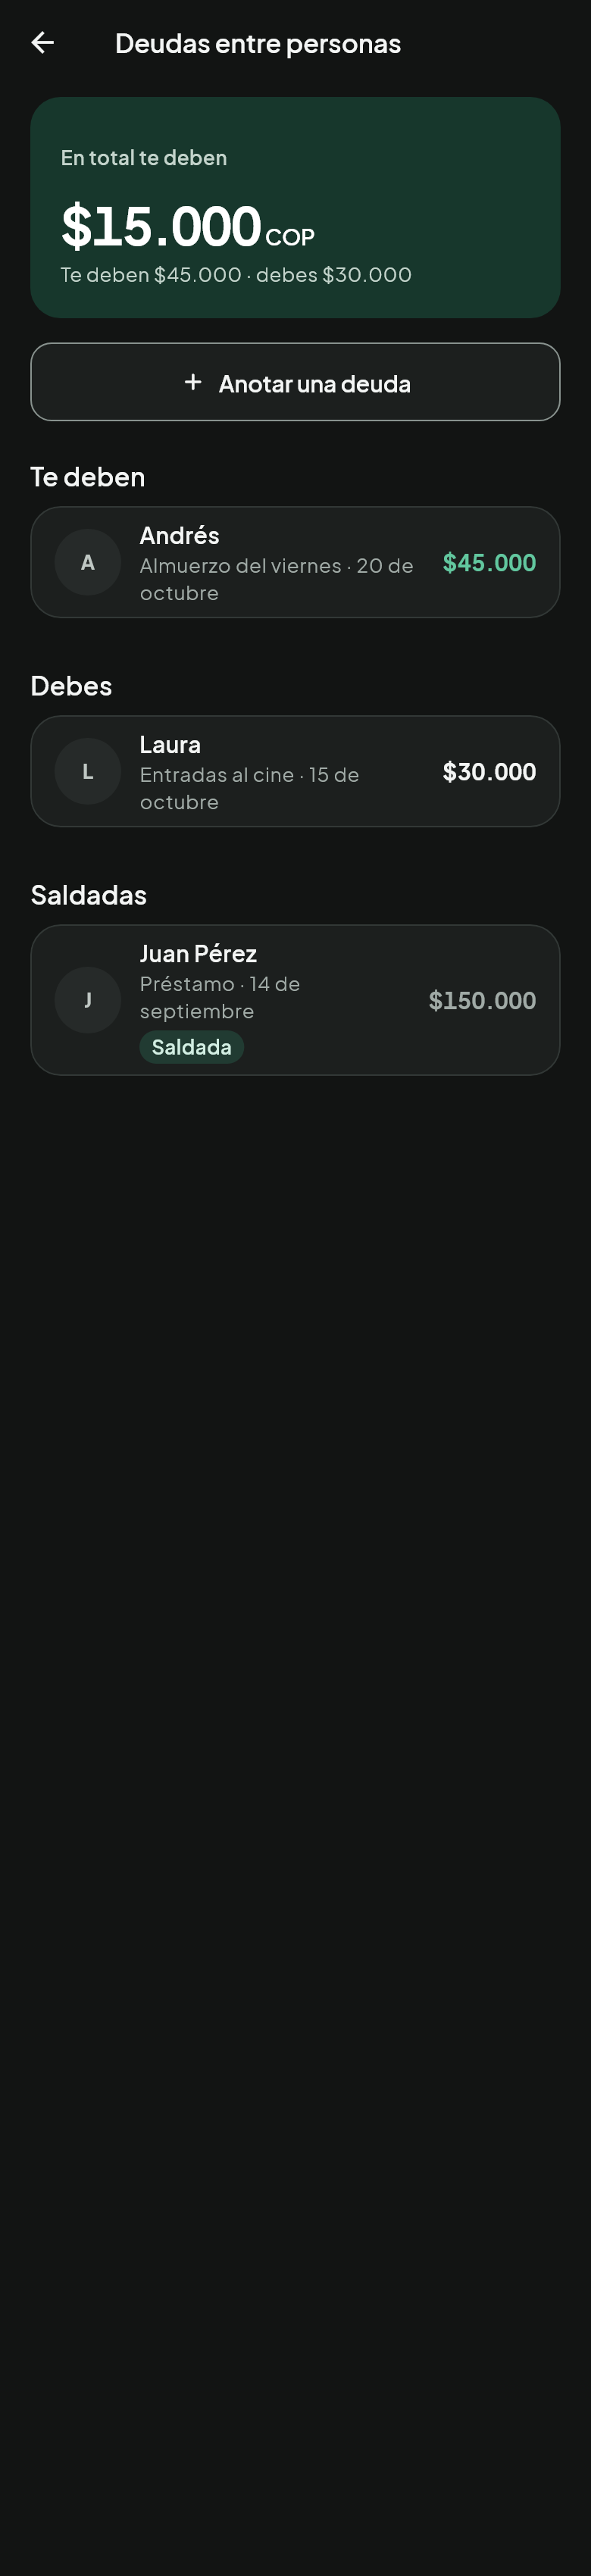 Deudas entre personas
En total te deben
$15.000 COP
Te deben $45.000 · debes $30.000
+ Anotar una deuda
Te deben
A
Andrés
Almuerzo del viernes · 20 de
octubre
$45.000
Debes
L
Laura
Entradas al cine · 15 de
octubre
$30.000
Saldadas
J
Juan Pérez
Préstamo · 14 de
septiembre
$150.000
Saldada